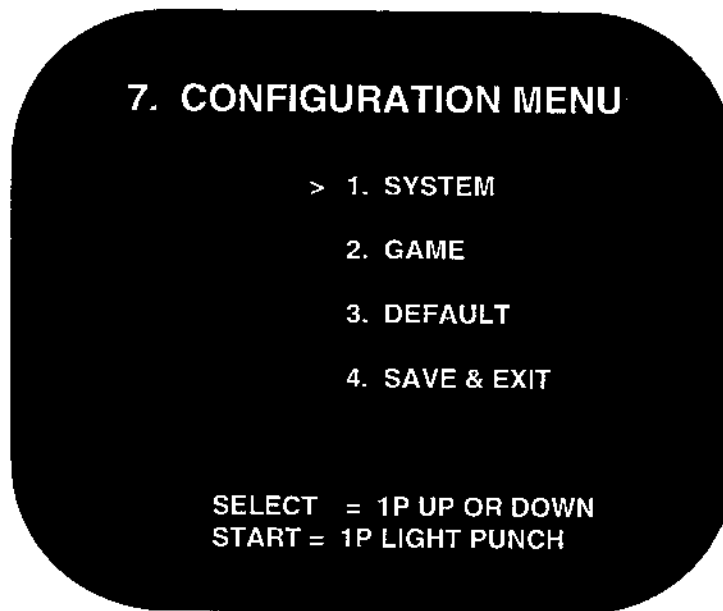 7. CONFIGURATION MENU
> 1. SYSTEM
2. GAME
3. DEFAULT
4. SAVE & EXIT
SELECT = 1P UP OR DOWN
START = 1P LIGHT PUNCH